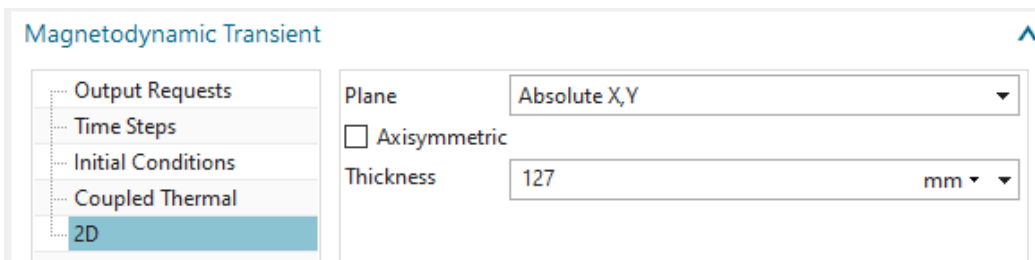 Magnetodynamic Transient
Output Requests
Time Steps
Initial Conditions
Coupled Thermal
2D
Plane Absolute X,Y
Axisymmetric
Thickness 127 mm